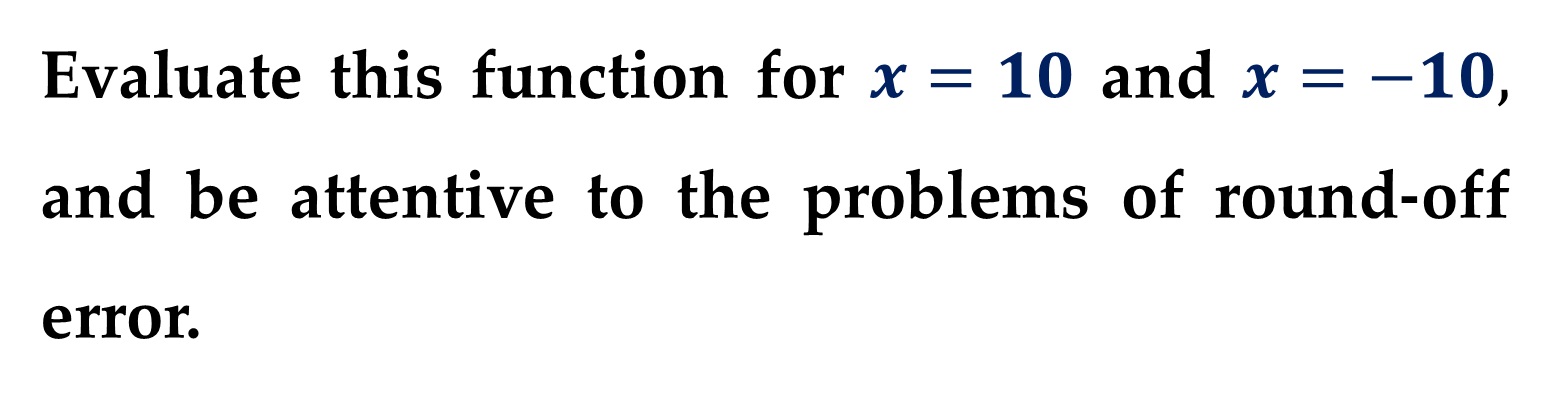 Evaluate this function for x = 10 and x = −10,
and be attentive to the problems of round-off
error.